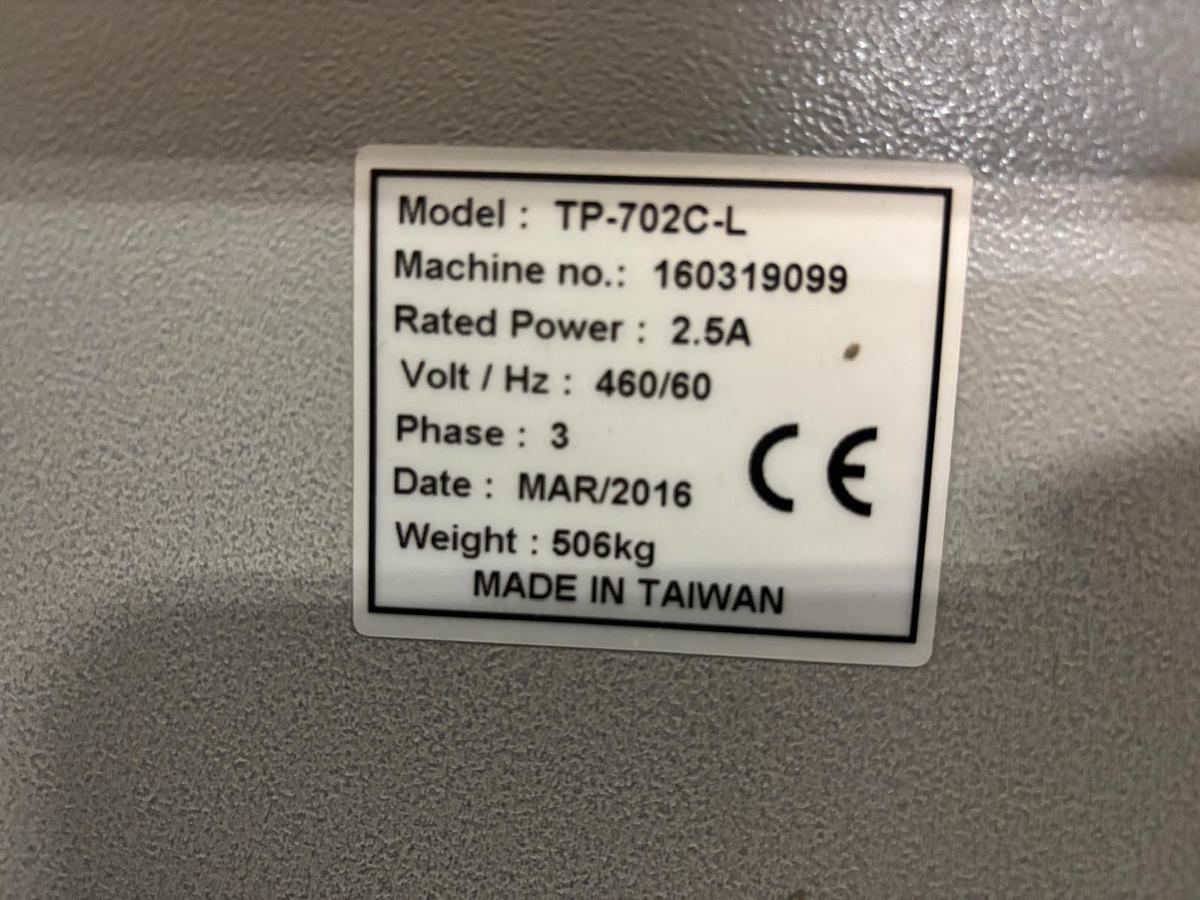 Model : TP-702C-L
Machine no.: 160319099
Rated Power : 2.5A
Volt / Hz : 460/60
Phase : 3
Date : MAR/2016
Weight : 506kg
MADE IN TAIWAN
CE